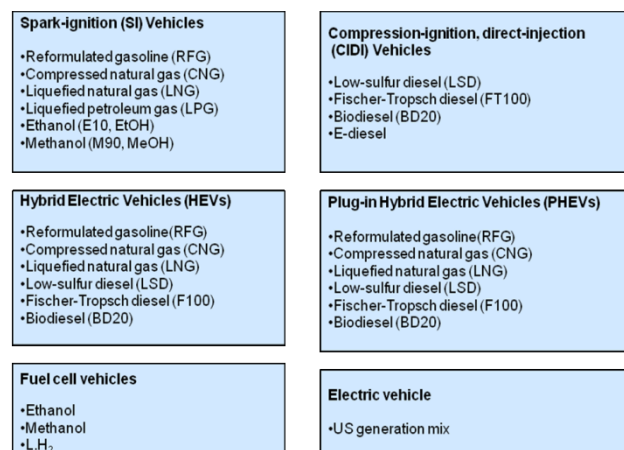 Spark-ignition (SI) Vehicles
•Reformulated gasoline (RFG)
•Compressed natural gas (CNG)
•Liquefied natural gas (LNG)
•Liquefied petroleum gas (LPG)
•Ethanol (E10, EtOH)
•Methanol (M90, MeOH)
Compression-ignition, direct-injection
(CIDI) Vehicles
•Low-sulfur diesel (LSD)
•Fischer-Tropsch diesel (FT100)
•Biodiesel (BD20)
•E-diesel
Hybrid Electric Vehicles (HEVs)
•Reformulated gasoline(RFG)
•Compressed natural gas (CNG)
•Liquefied natural gas (LNG)
•Low-sulfur diesel (LSD)
•Fischer-Tropsch diesel (F100)
•Biodiesel (BD20)
Plug-in Hybrid Electric Vehicles (PHEVs)
•Reformulated gasoline(RFG)
•Compressed natural gas (CNG)
•Liquefied natural gas (LNG)
•Low-sulfur diesel (LSD)
•Fischer-Tropsch diesel (F100)
•Biodiesel (BD20)
Fuel cell vehicles
•Ethanol
•Methanol
Electric vehicle
•US generation mix